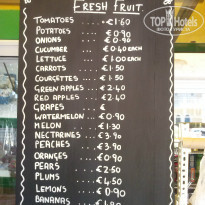 FRESH FRUIT
TOMATOES ... €1.60
POTATOES ... €0.90
ONIONS ... €0.90
CUCUMBER ... €0.40 EACH
LETTUCE ... €1.00 EACH
CARROTS ... €1.50
COURGETTES ... €1.50
GREEN APPLES ... €2.40
RED APPLES ... €2.40
GRAPES ... €
WATERMELON ... €0.90
MELON ... €1.30
NECTARINES ... €3.90
PEACHES ... €3.90
ORANGES ... €0.90
PEARS ... €2.50
PLUMS ... €4.50
LEMONS ... €0.90
BANANAS
TopHotels